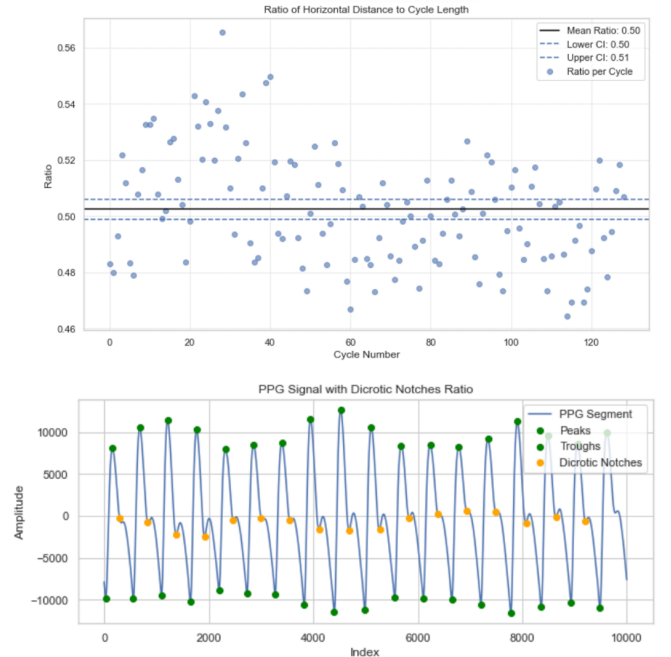 Ratio of Horizontal Distance to Cycle Length
Mean Ratio: 0.50
Lower CI: 0.50
Upper CI: 0.51
Ratio per Cycle
0.56
0.54
0.52
0.50
0.48
0.46
Ratio
0 20 40 60 80 100 120
Cycle Number
PPG Signal with Dicrotic Notches Ratio
PPG Segment
Peaks
Troughs
Dicrotic Notches
10000
5000
0
−5000
−10000
Amplitude
0 2000 4000 6000 8000 10000
Index